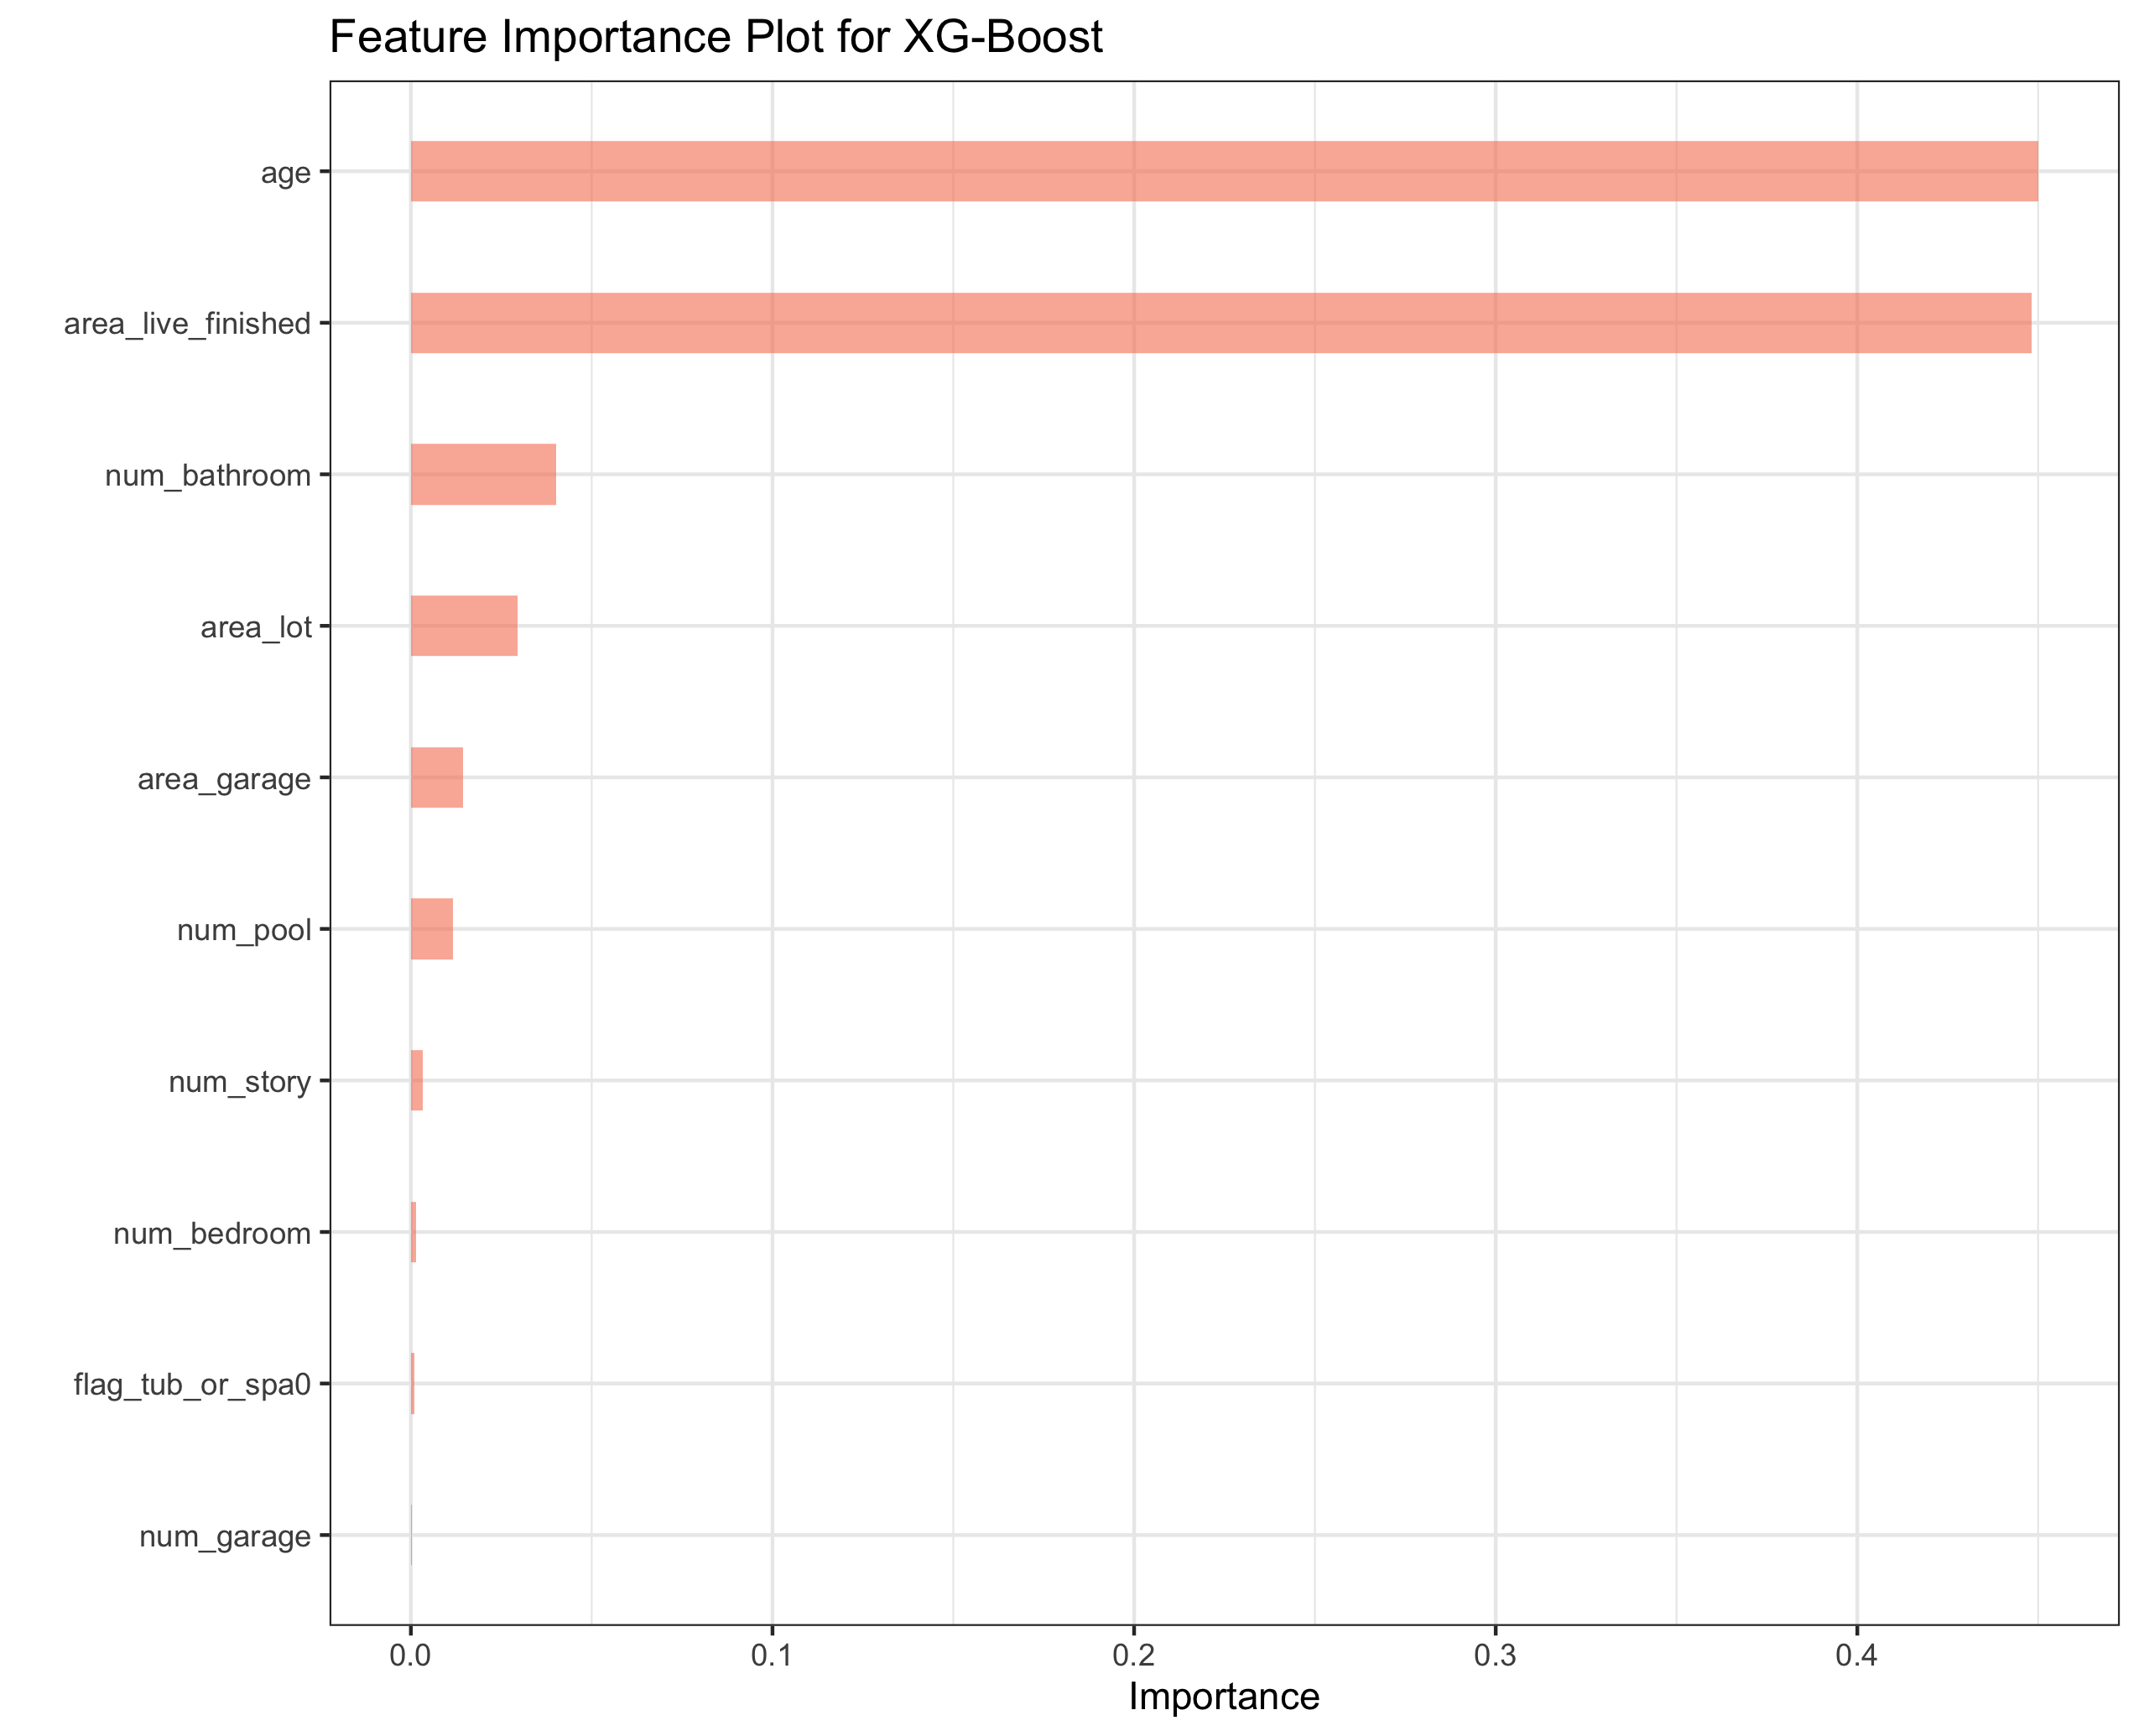 Feature Importance Plot for XG-Boost
age
area_live_finished
num_bathroom
area_lot
area_garage
num_pool
num_story
num_bedroom
flag_tub_or_spa0
num_garage
0.0 0.1 0.2 0.3 0.4
Importance